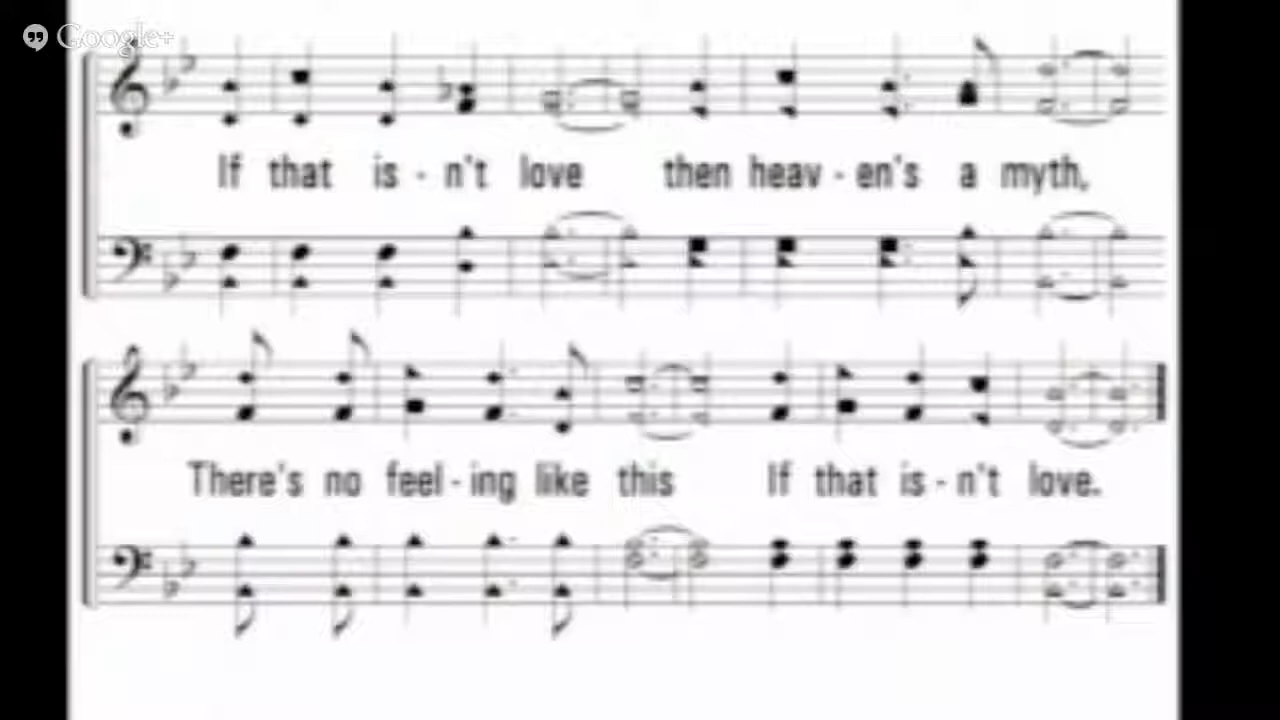 Google+
If that is - n't love then heav - en's a myth,
There's no feel - ing like this If that is - n't love.